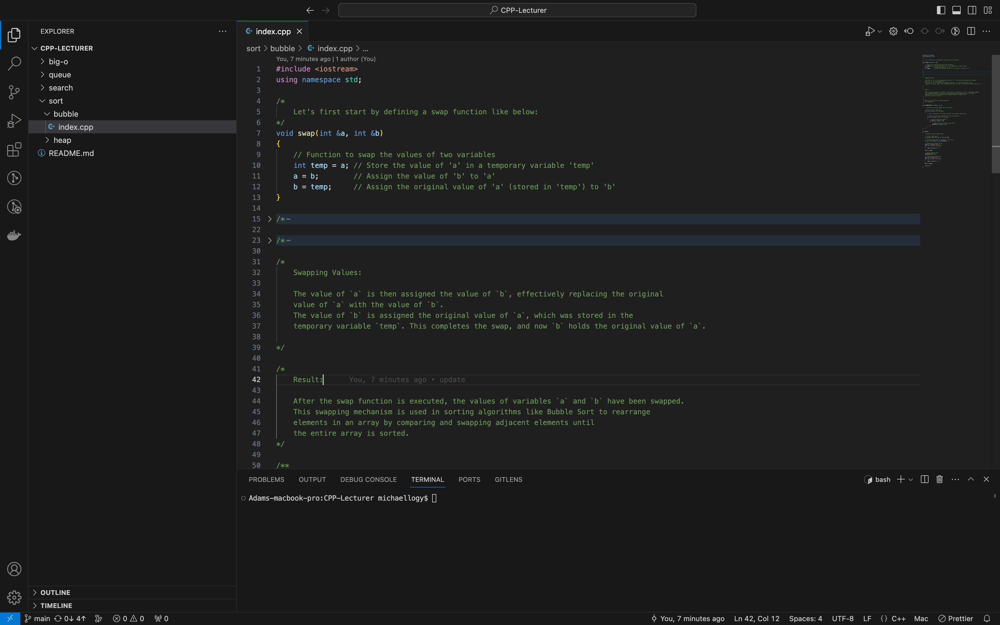 CPP-Lecturer
EXPLORER
CPP-LECTURER
big-o
queue
search
sort
bubble
index.cpp
heap
README.md
OUTLINE
TIMELINE
index.cpp
sort > bubble > index.cpp > ...
You, 7 minutes ago | 1 author (You)
1 #include <iostream>
2 using namespace std;
3
4 /*
5 Let's first start by defining a swap function like below:
6 */
7 void swap(int &a, int &b)
8 {
9 // Function to swap the values of two variables
10 int temp = a; // Store the value of 'a' in a temporary variable 'temp'
11 a = b; // Assign the value of 'b' to 'a'
12 b = temp; // Assign the original value of 'a' (stored in 'temp') to 'b'
13 }
14
15 /*…
22
23 /*…
30
31 /*
32 Swapping Values:
33
34 The value of `a` is then assigned the value of `b`, effectively replacing the original
35 value of `a` with the value of `b`.
36 The value of `b` is assigned the original value of `a`, which was stored in the
37 temporary variable `temp`. This completes the swap, and now `b` holds the original value of `a`.
38
39 */
40
41 /*
42 Result: You, 7 minutes ago • update
43
44 After the swap function is executed, the values of variables `a` and `b` have been swapped.
45 This swapping mechanism is used in sorting algorithms like Bubble Sort to rearrange
46 elements in an array by comparing and swapping adjacent elements until
47 the entire array is sorted.
48 */
49
50 /**
PROBLEMS OUTPUT DEBUG CONSOLE TERMINAL PORTS GITLENS
bash
Adams-macbook-pro:CPP-Lecturer michaellogy$
main 0↓ 4↑ 0 0 0 You, 7 minutes ago Ln 42, Col 12 Spaces: 4 UTF-8 LF {} C++ Mac Prettier